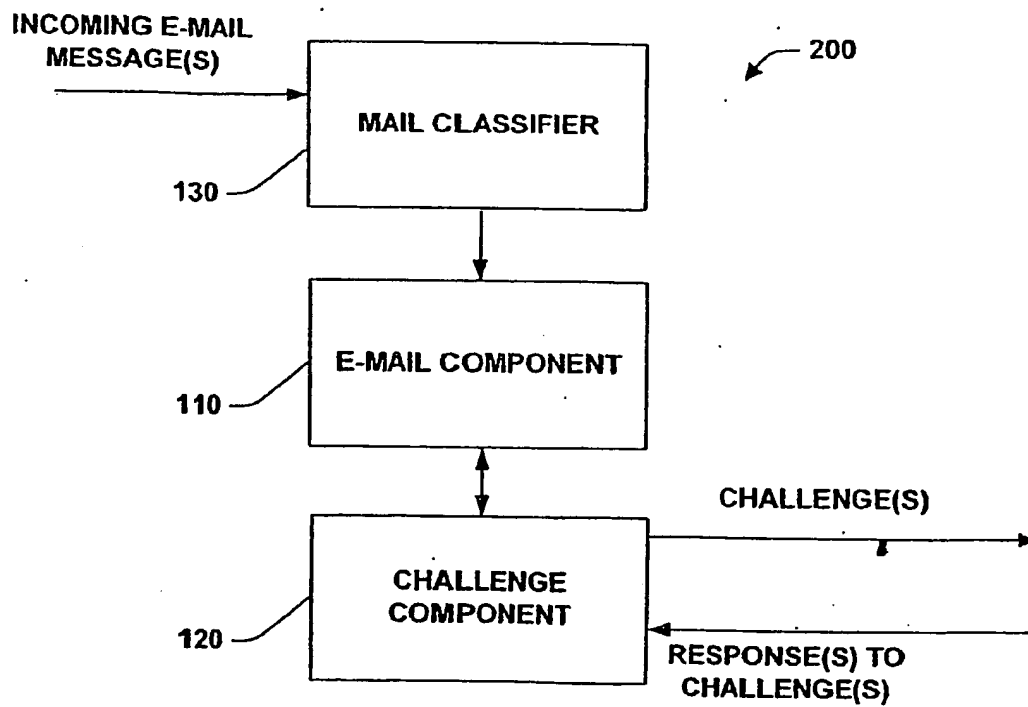 INCOMING E-MAIL
MESSAGE(S)
200
MAIL CLASSIFIER
130
E-MAIL COMPONENT
110
CHALLENGE(S)
CHALLENGE
COMPONENT
120
RESPONSE(S) TO
CHALLENGE(S)